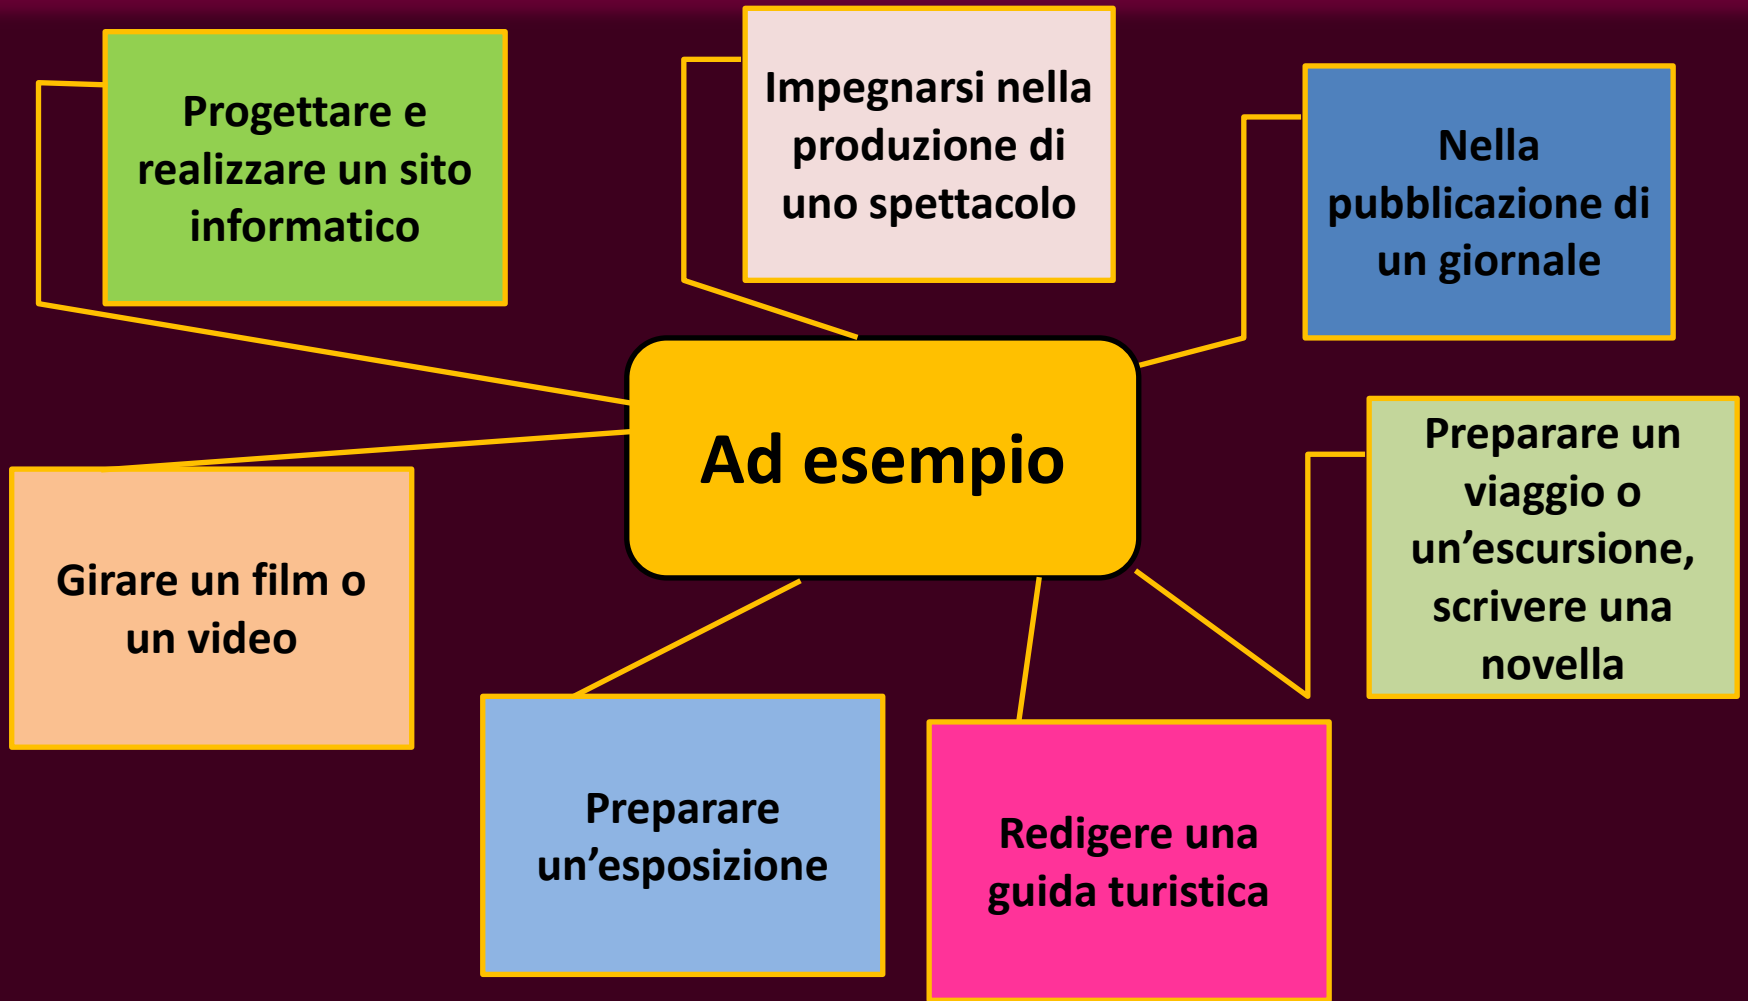 Progettare e
realizzare un sito
informatico
Impegnarsi nella
produzione di
uno spettacolo
Nella
pubblicazione di
un giornale
Ad esempio
Preparare un
viaggio o
un’escursione,
scrivere una
novella
Girare un film o
un video
Preparare
un’esposizione
Redigere una
guida turistica